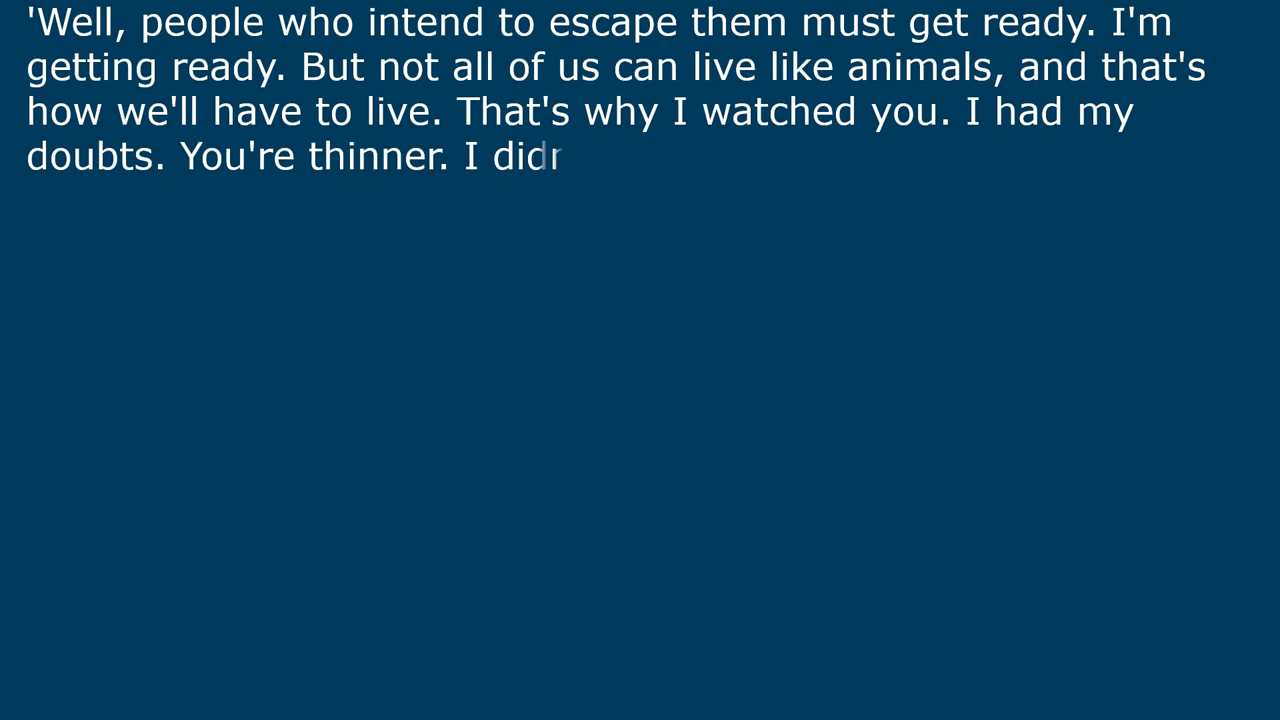 'Well, people who intend to escape them must get ready. I'm
getting ready. But not all of us can live like animals, and that's
how we'll have to live. That's why I watched you. I had my
doubts. You're thinner. I did